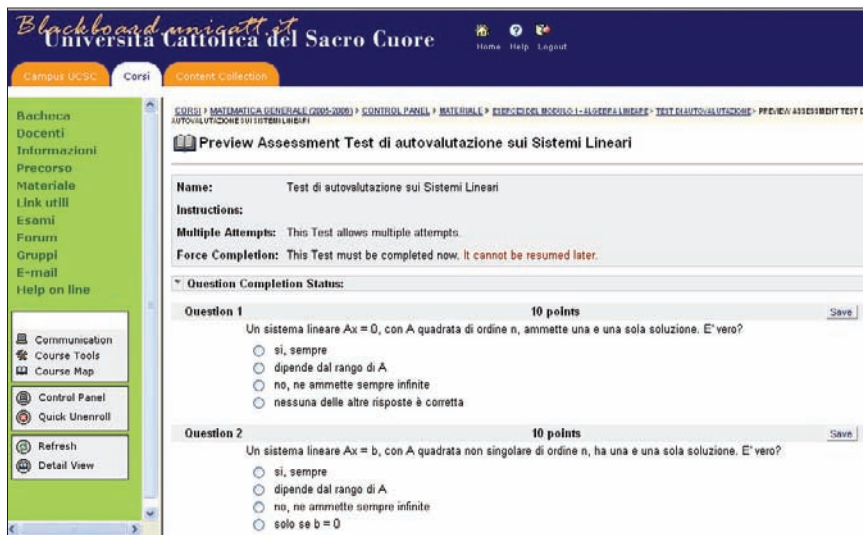 Blackboard.unigatt.it
Università Cattolica del Sacro Cuore
Home Help Logout
Campus UCSC Corsi Content Collection
Bacheca
Docenti
Informazioni
Precorso
Materiale
Link utili
Esami
Forum
Gruppi
E-mail
Help on line
Communication
Course Tools
Course Map
Control Panel
Quick Unenroll
Refresh
Detail View
CORSI > MATEMATICA GENERALE (2005-2006) > CONTROL PANEL > MATERIALE > ESERCIZI DEL MODULO 1 - ALGEBRA LINEARE > TEST DI AUTOVALUTAZIONE > PREVIEW ASSESSMENT TEST D
AUTOVALUTAZIONE SUI SISTEMI LINEARI
Preview Assessment Test di autovalutazione sui Sistemi Lineari
Name: Test di autovalutazione sui Sistemi Lineari
Instructions:
Multiple Attempts: This Test allows multiple attempts.
Force Completion: This Test must be completed now. It cannot be resumed later.
Question Completion Status:
Question 1 10 points Save
Un sistema lineare Ax = 0, con A quadrata di ordine n, ammette una e una sola soluzione. E' vero?
si, sempre
dipende dal rango di A
no, ne ammette sempre infinite
nessuna delle altre risposte è corretta
Question 2 10 points Save
Un sistema lineare Ax = b, con A quadrata non singolare di ordine n, ha una e una sola soluzione. E' vero?
si, sempre
dipende dal rango di A
no, ne ammette sempre infinite
solo se b = 0